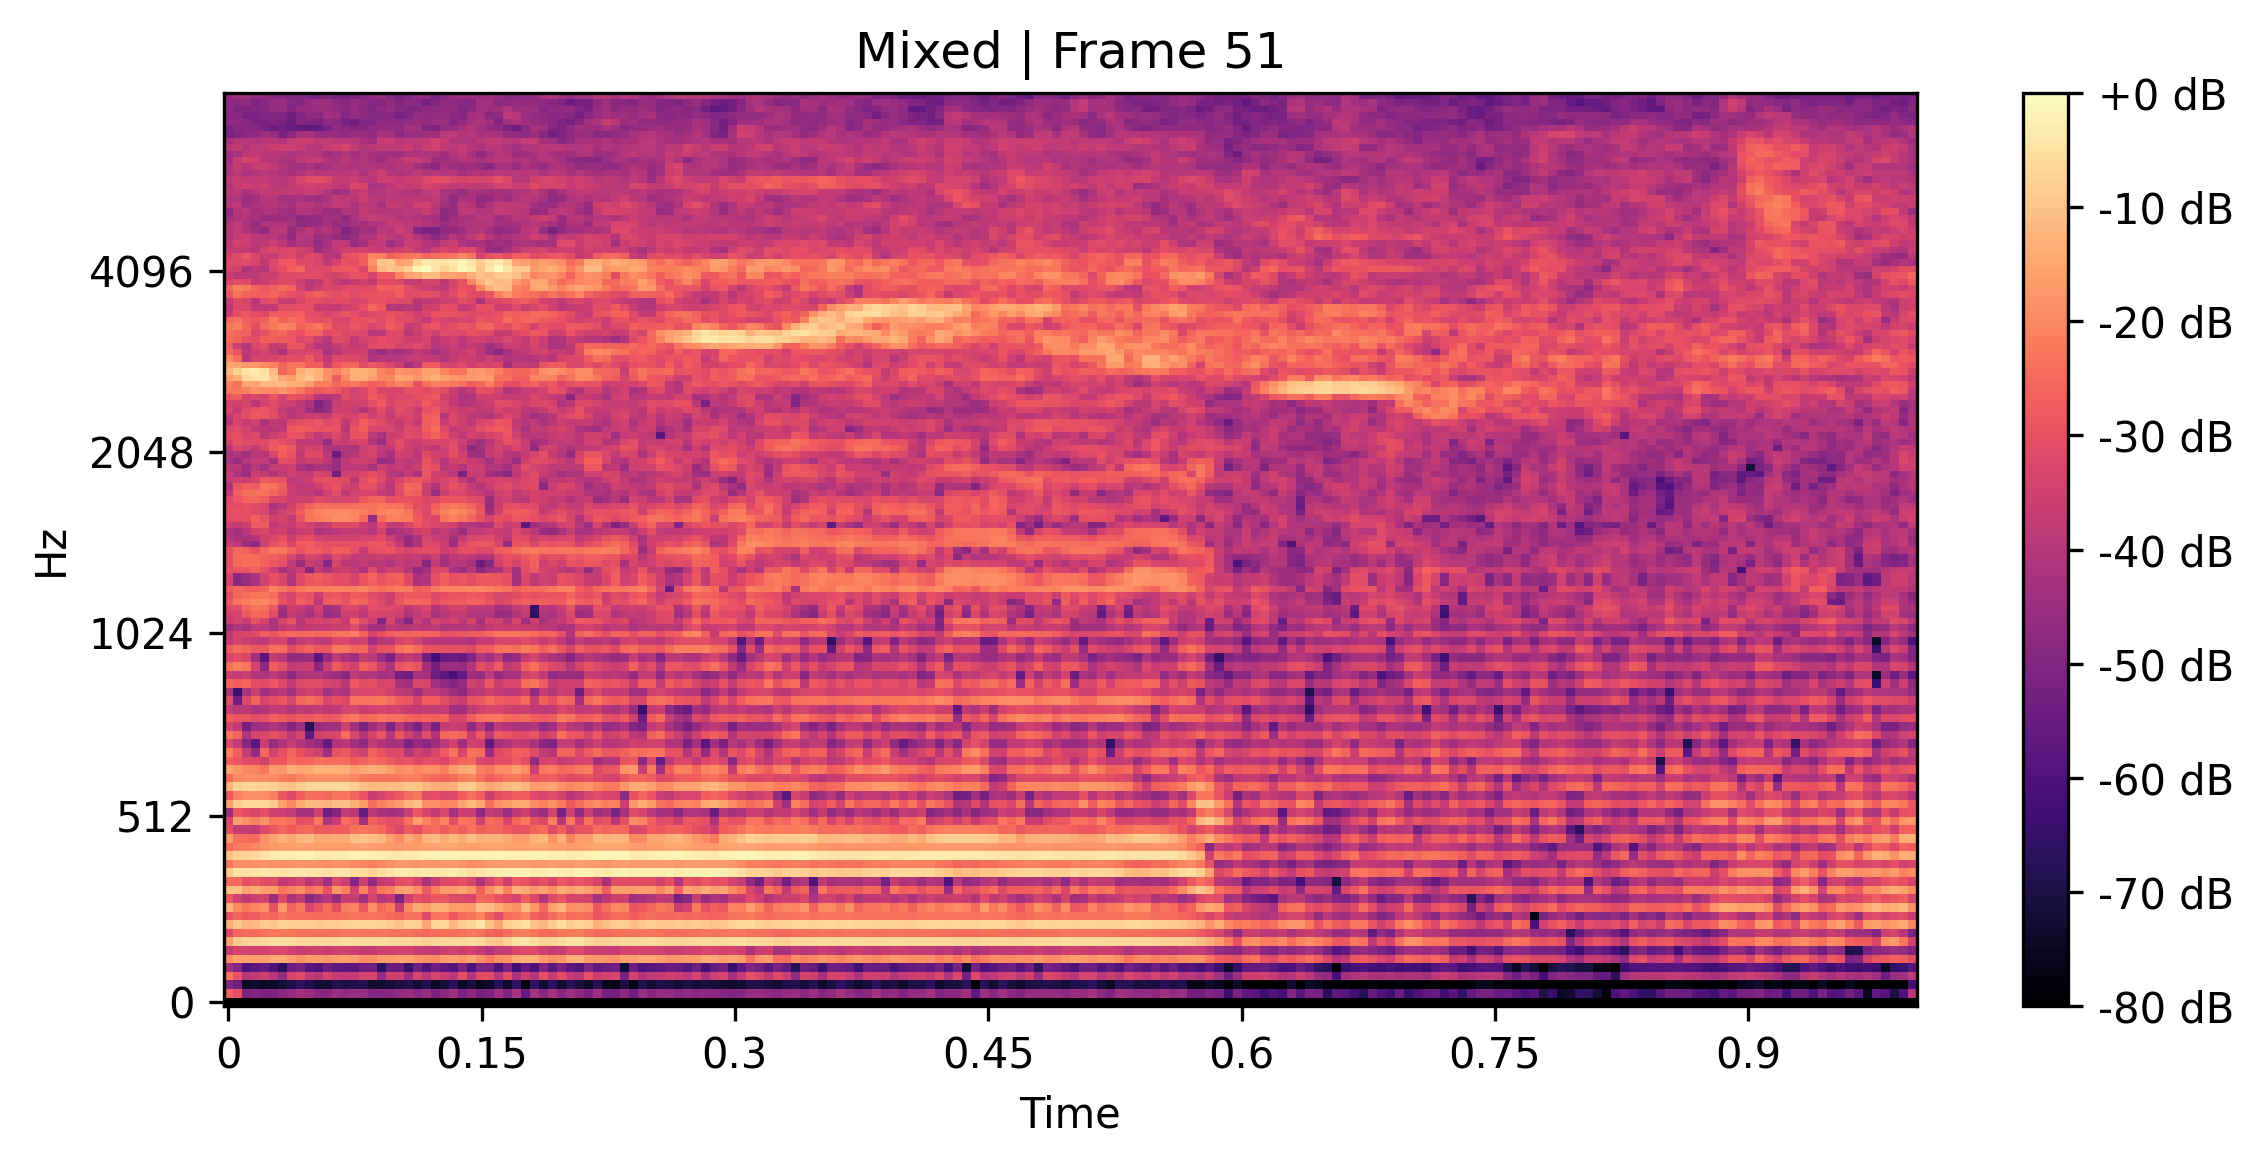 Mixed | Frame 51
Hz
4096
2048
1024
512
0
0 0.15 0.3 0.45 0.6 0.75 0.9
Time
+0 dB
-10 dB
-20 dB
-30 dB
-40 dB
-50 dB
-60 dB
-70 dB
-80 dB